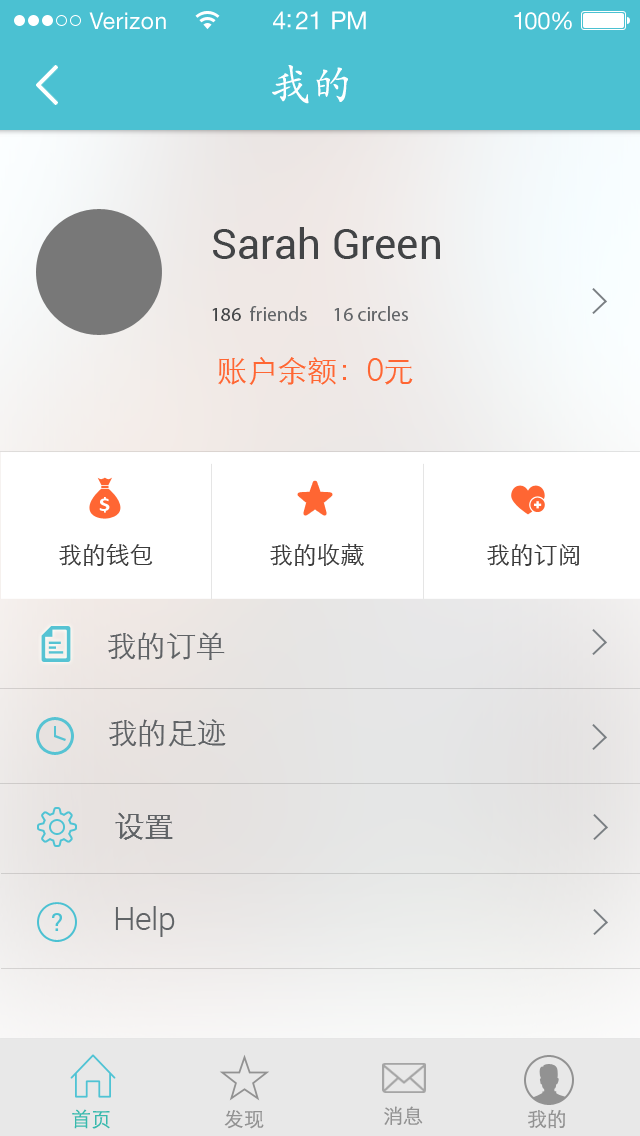 Verizon 4:21 PM 100%
我的
Sarah Green
186 friends 16 circles
账户余额：0元
我的钱包 我的收藏 我的订阅
我的订单
我的足迹
设置
Help
首页 发现 消息 我的